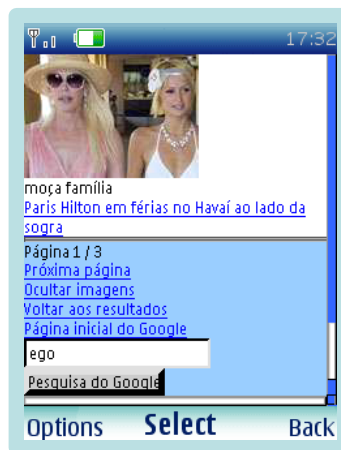 17:32
moça família
Paris Hilton em férias no Havaí ao lado da
sogra
Página 1 / 3
Próxima página
Ocultar imagens
Voltar aos resultados
Página inicial do Google
ego
Pesquisa do Google
Options Select Back